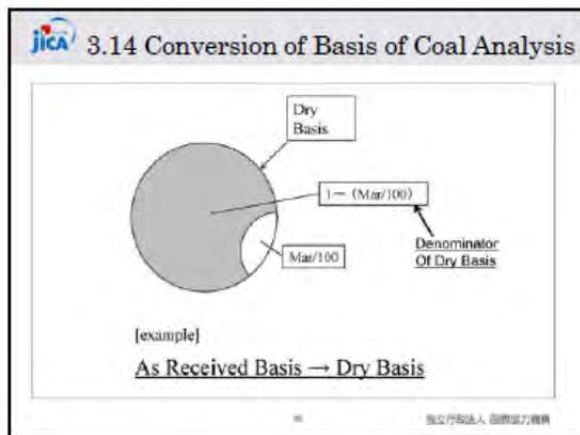 jica 3.14 Conversion of Basis of Coal Analysis
Dry
Basis
1− (Mar/100)
Denominator
Of Dry Basis
Mar/100
[example]
As Received Basis → Dry Basis
独立行政法人 国際協力機構